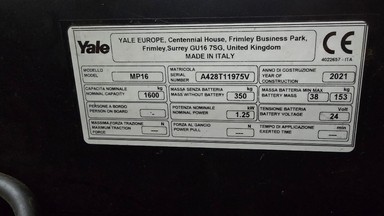 Yale
YALE EUROPE, Centennial House, Frimley Business Park,
Frimley,Surrey GU16 7SG, United Kingdom
MADE IN ITALY
CE
4022657 - ITA
MODELLO
MODEL
MP16
MATRICOLA
SERIAL
NUMBER
A428T11975V
ANNO DI COSTRUZIONE
YEAR OF
2021
CAPACITA NOMINALE
NOMINAL CAPACITY
kg
1600
MASSA SENZA BATTERIA
MASS WITHOUT BATTERY
kg
350
MASSA BATTERIA MIN MAX
BATTERY MASS
kg
38
153
PERSONE A BORDO
PERSON ON BOARD
-
POTENZA NOMINALE
NOMINAL POWER
kW
1.25
TENSIONE BATTERIA
BATTERY VOLTAGE
Volt
24
MASSIMA FORZA TRAZIONE
MAXIMUM TRACTION
FORCE
N
-
FORZA AL GANCIO
POWER PULL
N
-
TEMPO DI APPLICAZIONE
EXERTED TIME
min
-